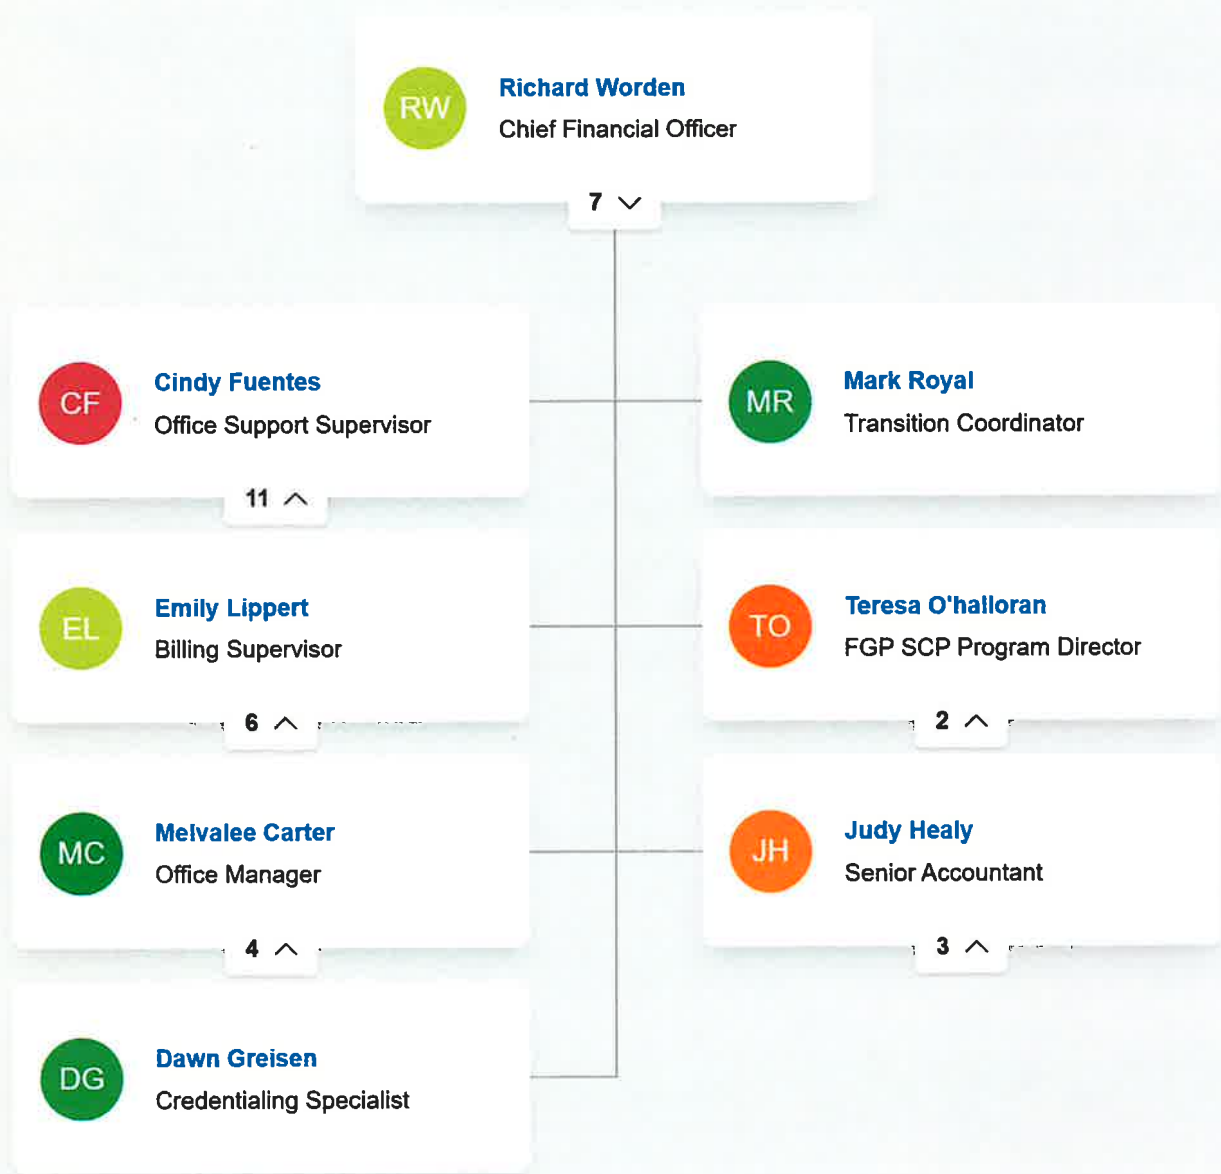 RW
Richard Worden
Chief Financial Officer
7
CF
Cindy Fuentes
Office Support Supervisor
11
MR
Mark Royal
Transition Coordinator
EL
Emily Lippert
Billing Supervisor
6
TO
Teresa O'halloran
FGP SCP Program Director
2
MC
Melvalee Carter
Office Manager
4
JH
Judy Healy
Senior Accountant
3
DG
Dawn Greisen
Credentialing Specialist